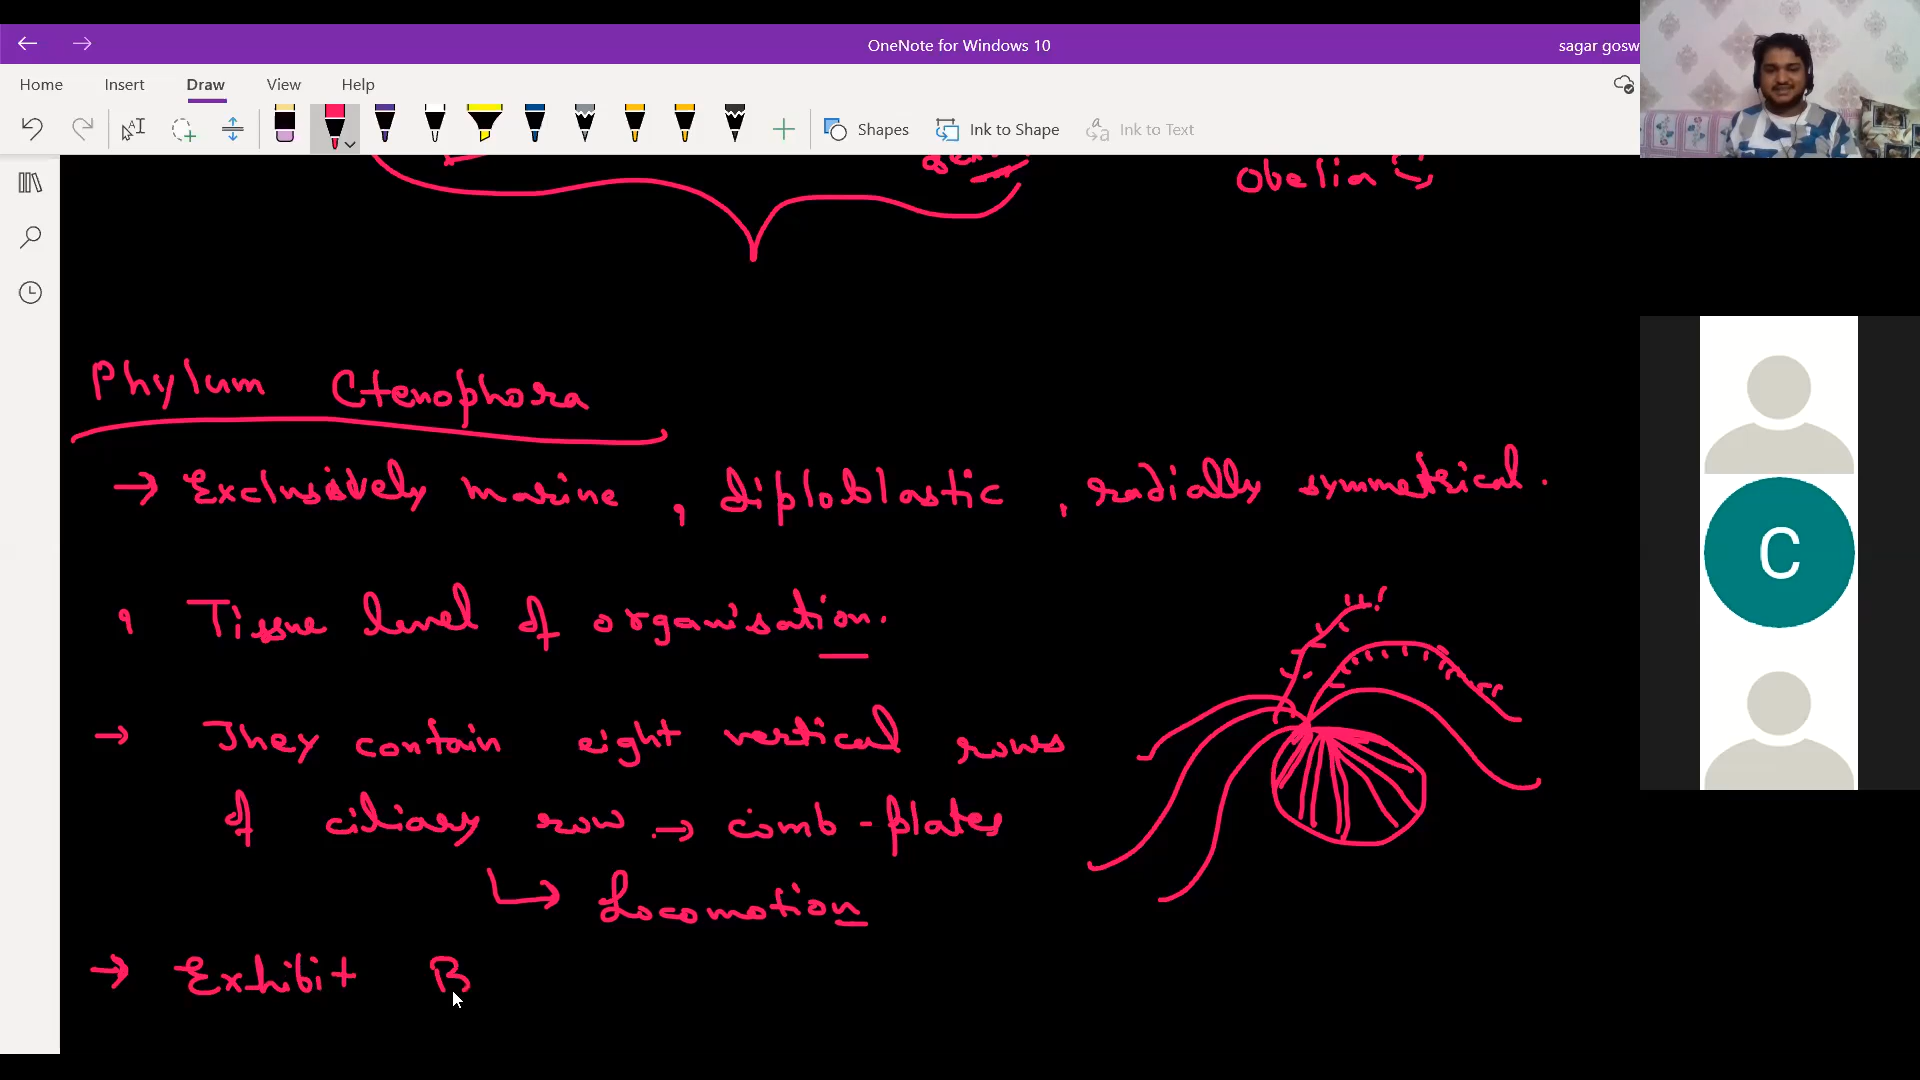 OneNote for Windows 10
sagar gosw
Home Insert Draw View Help
Shapes Ink to Shape Ink to Text
Obelia
Phylum Ctenophora
→ Exclusively marine, diploblastic, radially symmetrical.
Tissue level of organisation.
→ They contain eight vertical rows
of ciliary row → comb-plates
↳ Locomotion
→ Exhibit B
C